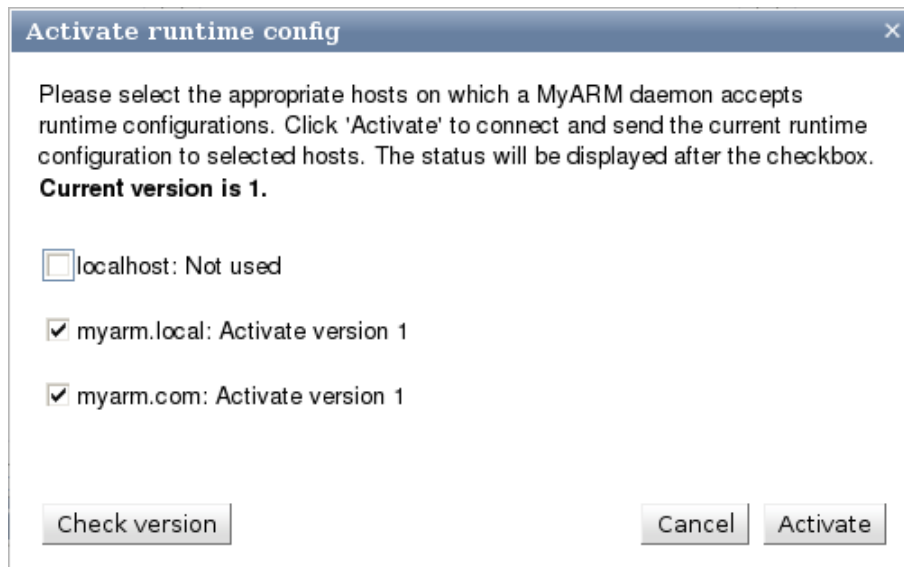 Activate runtime config
Please select the appropriate hosts on which a MyARM daemon accepts
runtime configurations. Click 'Activate' to connect and send the current runtime
configuration to selected hosts. The status will be displayed after the checkbox.
Current version is 1.
localhost: Not used
myarm.local: Activate version 1
myarm.com: Activate version 1
Check version Cancel Activate